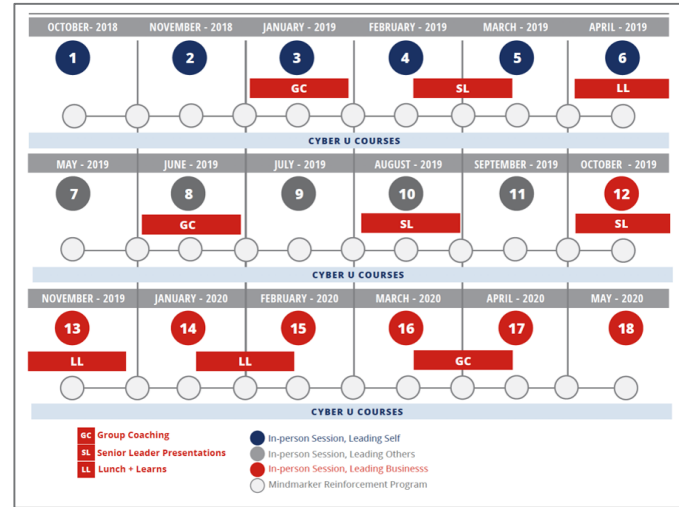 OCTOBER- 2018 NOVEMBER - 2018 JANUARY - 2019 FEBRUARY - 2019 MARCH - 2019 APRIL - 2019
1 2 3 4 5 6
GC SL LL
CYBER U COURSES
MAY - 2019 JUNE - 2019 JULY - 2019 AUGUST - 2019 SEPTEMBER - 2019 OCTOBER - 2019
7 8 9 10 11 12
GC SL SL
CYBER U COURSES
NOVEMBER - 2019 JANUARY - 2020 FEBRUARY - 2020 MARCH - 2020 APRIL - 2020 MAY - 2020
13 14 15 16 17 18
LL LL GC
CYBER U COURSES
GC Group Coaching
SL Senior Leader Presentations
LL Lunch + Learns
In-person Session, Leading Self
In-person Session, Leading Others
In-person Session, Leading Businesss
Mindmarker Reinforcement Program